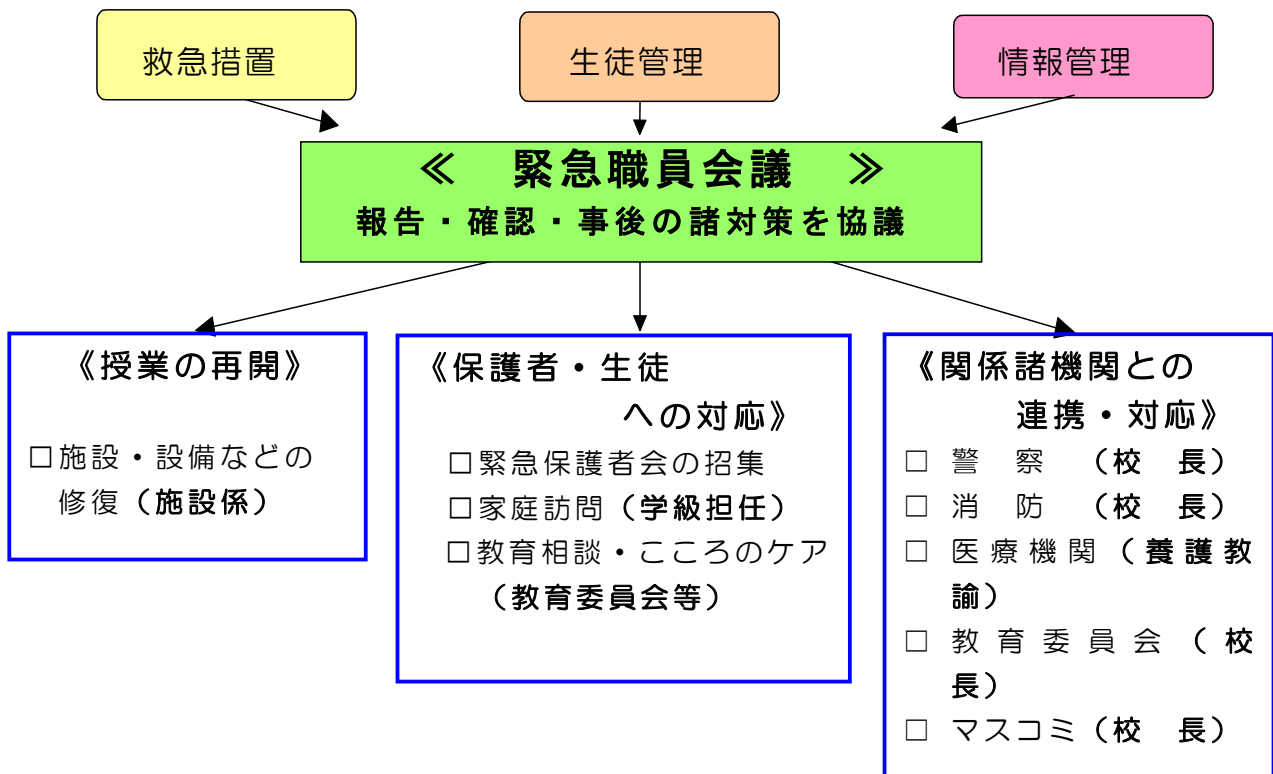 救急措置
生徒管理
情報管理
≪　緊急職員会議　≫
報告・確認・事後の諸対策を協議
《授業の再開》
□施設・設備などの
修復（施設係）
《保護者・生徒
への対応》
□緊急保護者会の招集
□家庭訪問（学級担任）
□教育相談・こころのケア
（教育委員会等）
《関係諸機関との
連携・対応》
□ 警　察　（校　長）
□ 消　防　（校　長）
□ 医療機関（養護教
諭）
□ 教育委員会（校
長）
□ マスコミ（校　長）